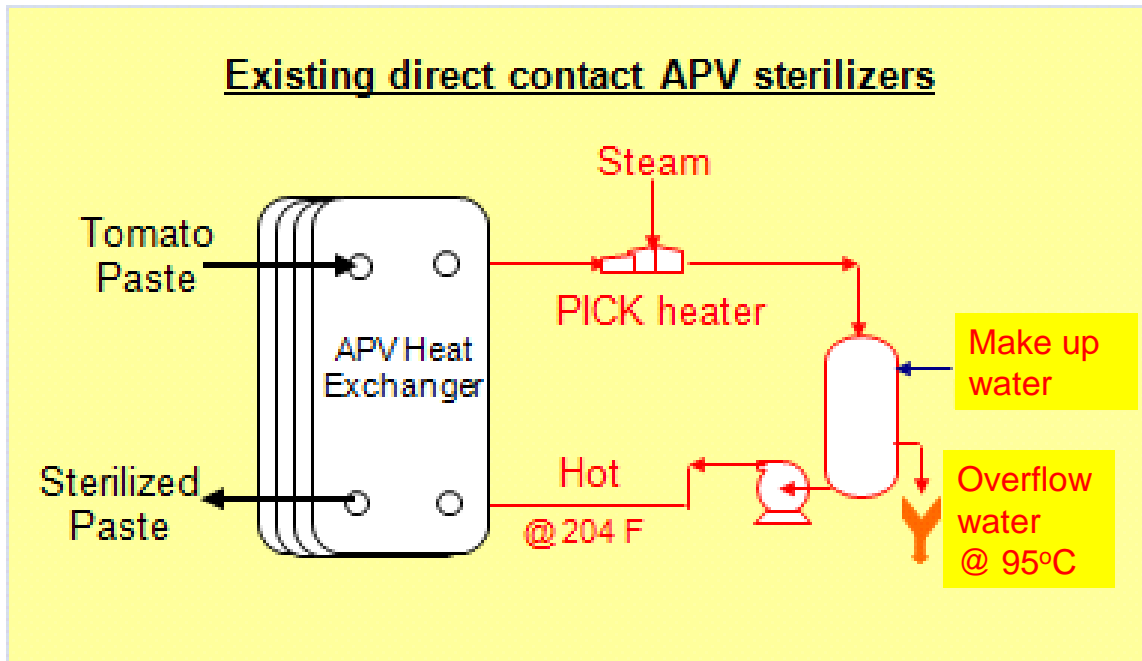 Existing direct contact APV sterilizers
Steam
Tomato
Paste
PICK heater
APV Heat
Exchanger
Make up
water
Sterilized
Paste
Hot
@ 204 F
Overflow
water
@ 95°C